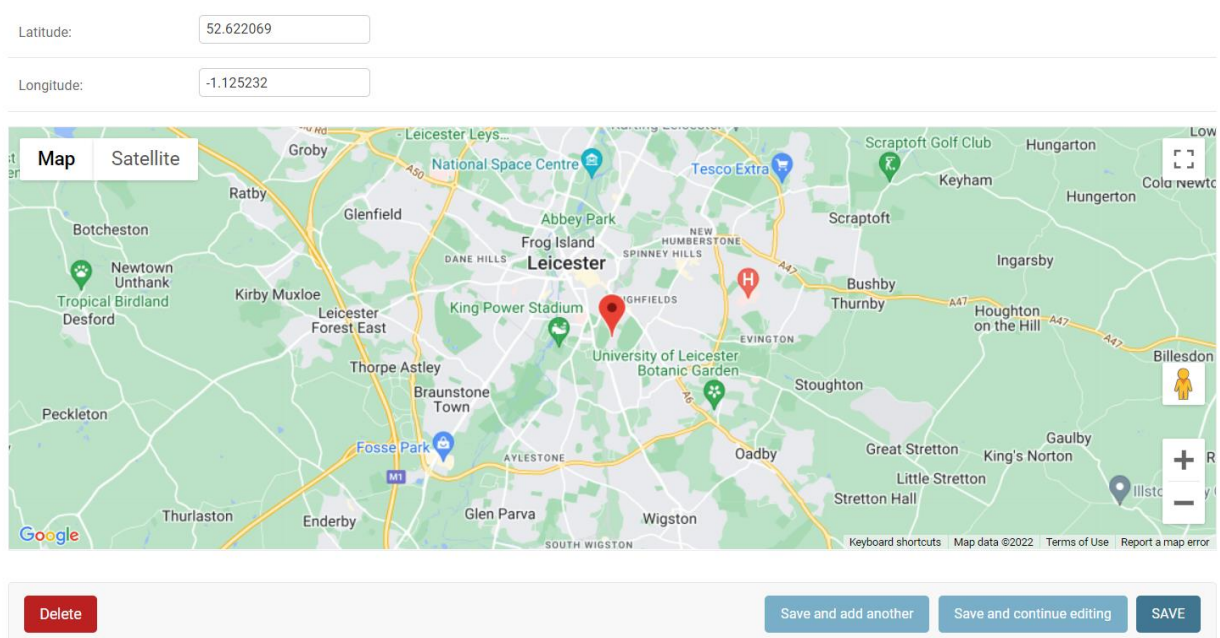 Latitude:
52.622069
Longitude:
-1.125232
Map
Satellite
Groby
Leicester Leys...
A50
National Space Centre
Tesco Extra
Scraptoft Golf Club
Hungarton
Keyham
Hungerton
Ratby
Glenfield
Abbey Park
Scraptoft
Botcheston
Frog Island
NEW
HUMBERSTONE
DANE HILLS
Leicester
SPINNEY HILLS
Newtown
Unthank
A47
Ingarsby
Tropical Birdland
Kirby Muxloe
H
Bushby
Desford
Leicester
Forest East
King Power Stadium
Thurnby
A47
Houghton
on the Hill
A47
A47
EVINGTON
Thorpe Astley
University of Leicester
Botanic Garden
Billesdon
Braunstone
Town
A6
Stoughton
Peckleton
Fosse Park
AYLESTONE
Oadby
Great Stretton
Gaulby
King's Norton
M1
Little Stretton
Stretton Hall
Thurlaston
Enderby
Glen Parva
Wigston
SOUTH WIGSTON
Google
Keyboard shortcuts
Map data ©2022
Terms of Use
Report a map error
Delete
Save and add another
Save and continue editing
SAVE